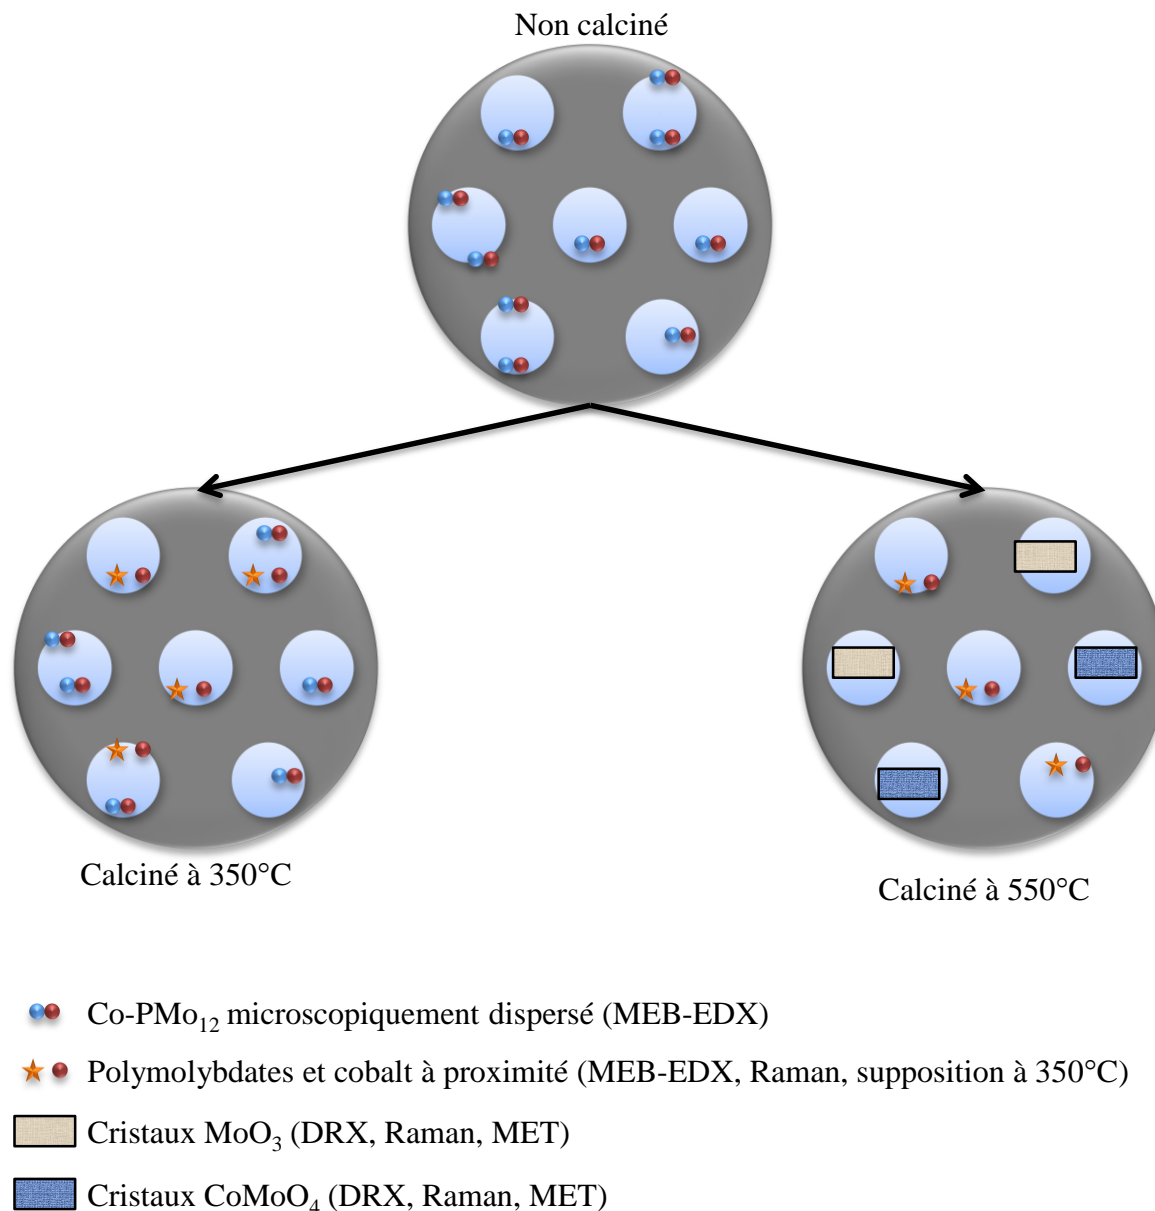 Non calciné
Calciné à 350°C
Calciné à 550°C
Co-PMo₁₂ microscopiquement dispersé (MEB-EDX)
Polymolybdates et cobalt à proximité (MEB-EDX, Raman, supposition à 350°C)
Cristaux MoO₃ (DRX, Raman, MET)
Cristaux CoMoO₄ (DRX, Raman, MET)